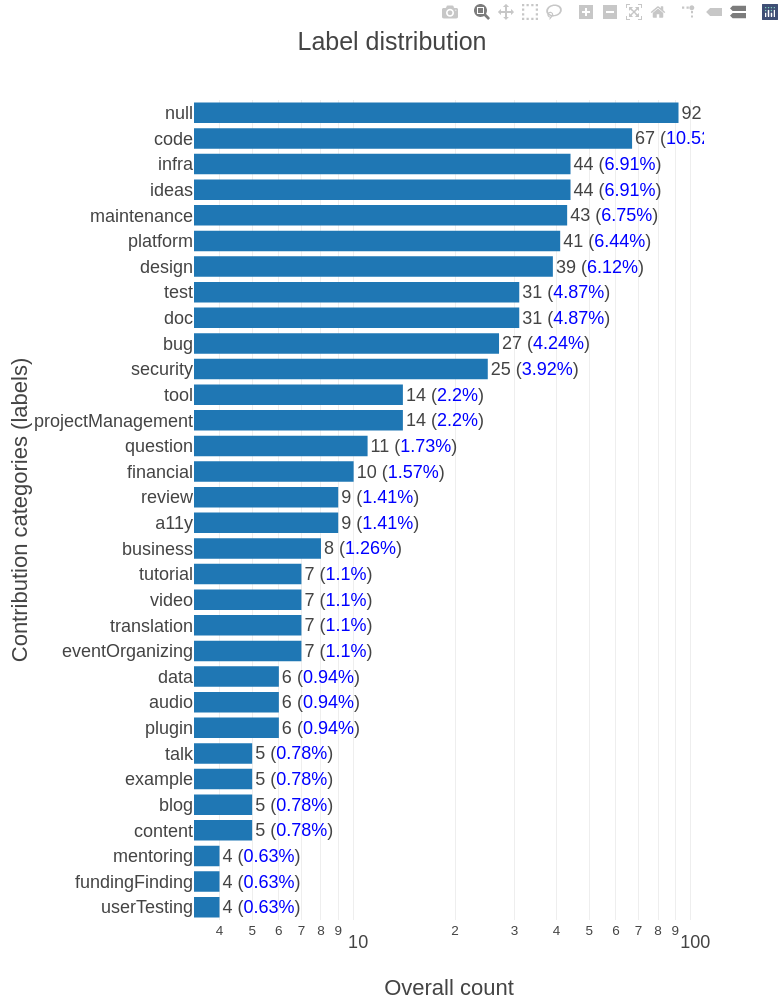 Label distribution
null 92
code 67 (10.52
infra 44 (6.91%)
ideas 44 (6.91%)
maintenance 43 (6.75%)
platform 41 (6.44%)
design 39 (6.12%)
test 31 (4.87%)
doc 31 (4.87%)
bug 27 (4.24%)
security 25 (3.92%)
tool 14 (2.2%)
projectManagement 14 (2.2%)
question 11 (1.73%)
financial 10 (1.57%)
review 9 (1.41%)
a11y 9 (1.41%)
business 8 (1.26%)
tutorial 7 (1.1%)
video 7 (1.1%)
translation 7 (1.1%)
eventOrganizing 7 (1.1%)
data 6 (0.94%)
audio 6 (0.94%)
plugin 6 (0.94%)
talk 5 (0.78%)
example 5 (0.78%)
blog 5 (0.78%)
content 5 (0.78%)
mentoring 4 (0.63%)
fundingFinding 4 (0.63%)
userTesting 4 (0.63%)
4 5 6 7 8 9 10 2 3 4 5 6 7 8 9 100
Overall count
Contribution categories (labels)